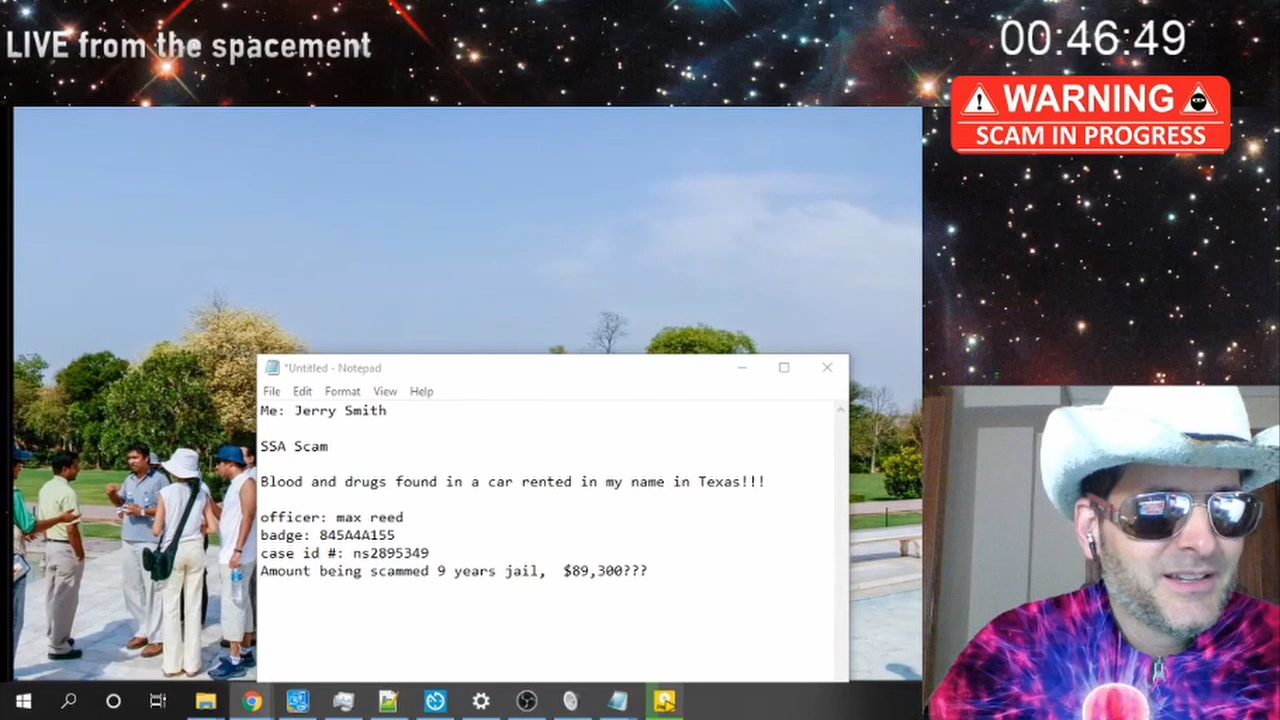 LIVE from the spacement
00:46:49
WARNING
SCAM IN PROGRESS
*Untitled - Notepad
File Edit Format View Help
Me: Jerry Smith
SSA Scam
Blood and drugs found in a car rented in my name in Texas!!!
officer: max reed
badge: 845A4A155
case id #: ns2895349
Amount being scammed 9 years jail,  $89,300???